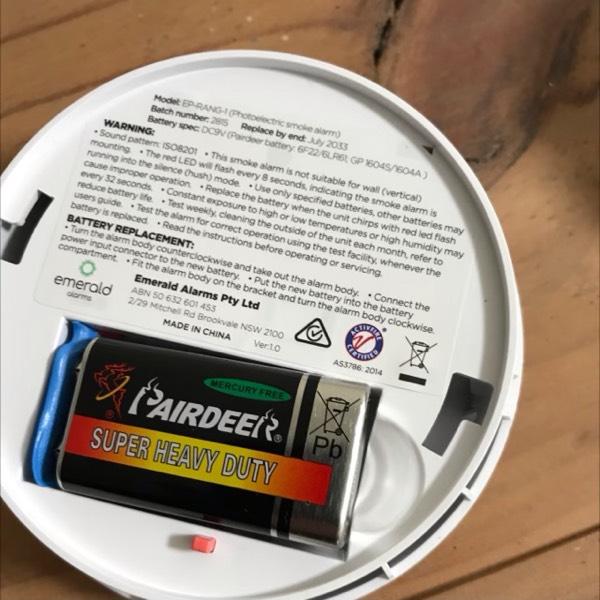 Model: EP-RANG-1 (Photoelectric smoke alarm)
Batch number: 2815 Replace by end: July 2033
Battery spec: DC9V (Pairdeer battery: 6F22/6LR61, GP 1604S/1604A )
WARNING:
• Sound pattern: ISO8201 • This smoke alarm is not suitable for wall (vertical)
mounting. • The red LED will flash every 8 seconds, indicating the smoke alarm is
running into the silence (hush) mode. • Use only specified batteries, other batteries may
cause improper operation. • Replace the battery when the unit chirps with red led flash
every 32 seconds. • Constant exposure to high or low temperatures or high humidity may
reduce battery life. • Test weekly, cleaning outside of the unit each month, refer to
users guide. • Test the alarm for correct operation using the test facility, whenever the
battery is replaced. • Read the instructions before operating or servicing.
BATTERY REPLACEMENT:
• Turn the alarm body counterclockwise and take out the alarm body. • Connect the
power input connector to the new battery. • Put the new battery into the battery
compartment. • Fit the alarm body on the bracket and turn the alarm body clockwise.
emerald
alarms
Emerald Alarms Pty Ltd
ABN 50 632 601 453
2/29 Mitchell Rd Brookvale NSW 2100
MADE IN CHINA Ver:1.0
ACTIVFIRE
CERTIFIED
AS3786: 2014
MERCURY FREE
PAIRDEER®
SUPER HEAVY DUTY
Pb